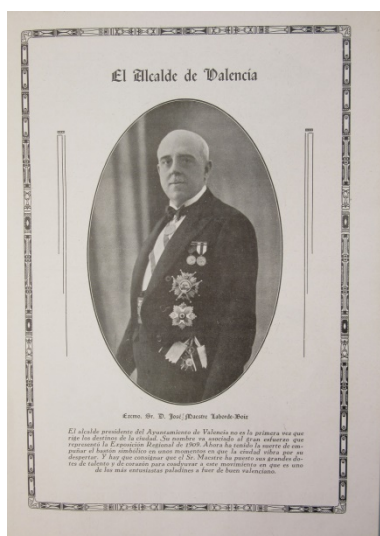 El Alcalde de Valencia
Excmo. Sr. D. José Maestre Laborde-Boix
El alcalde presidente del Ayuntamiento de Valencia no es la primera vez que
rige los destinos de la ciudad. Su nombre va asociado al gran esfuerzo que
representó la Exposición Regional de 1909. Ahora ha tenido la suerte de em-
puñar el bastón simbólico en unos momentos en que la ciudad vibra por su
despertar. Y hay que consignar que el Sr. Maestre ha puesto sus grandes do-
tes de talento y de corazón para coadyuvar a este movimiento en que es uno
de los más entusiastas paladines a fuer de buen valenciano.